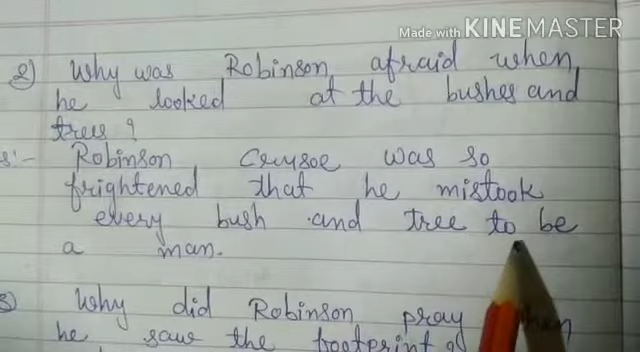 Made with KINEMASTER
2) Why was Robinson afraid when
he looked at the bushes and
trees?
s:- Robinson Crusoe was so
frightened that he mistook
every bush and tree to be
a man.
3) Why did Robinson pray when
he saw the footprint